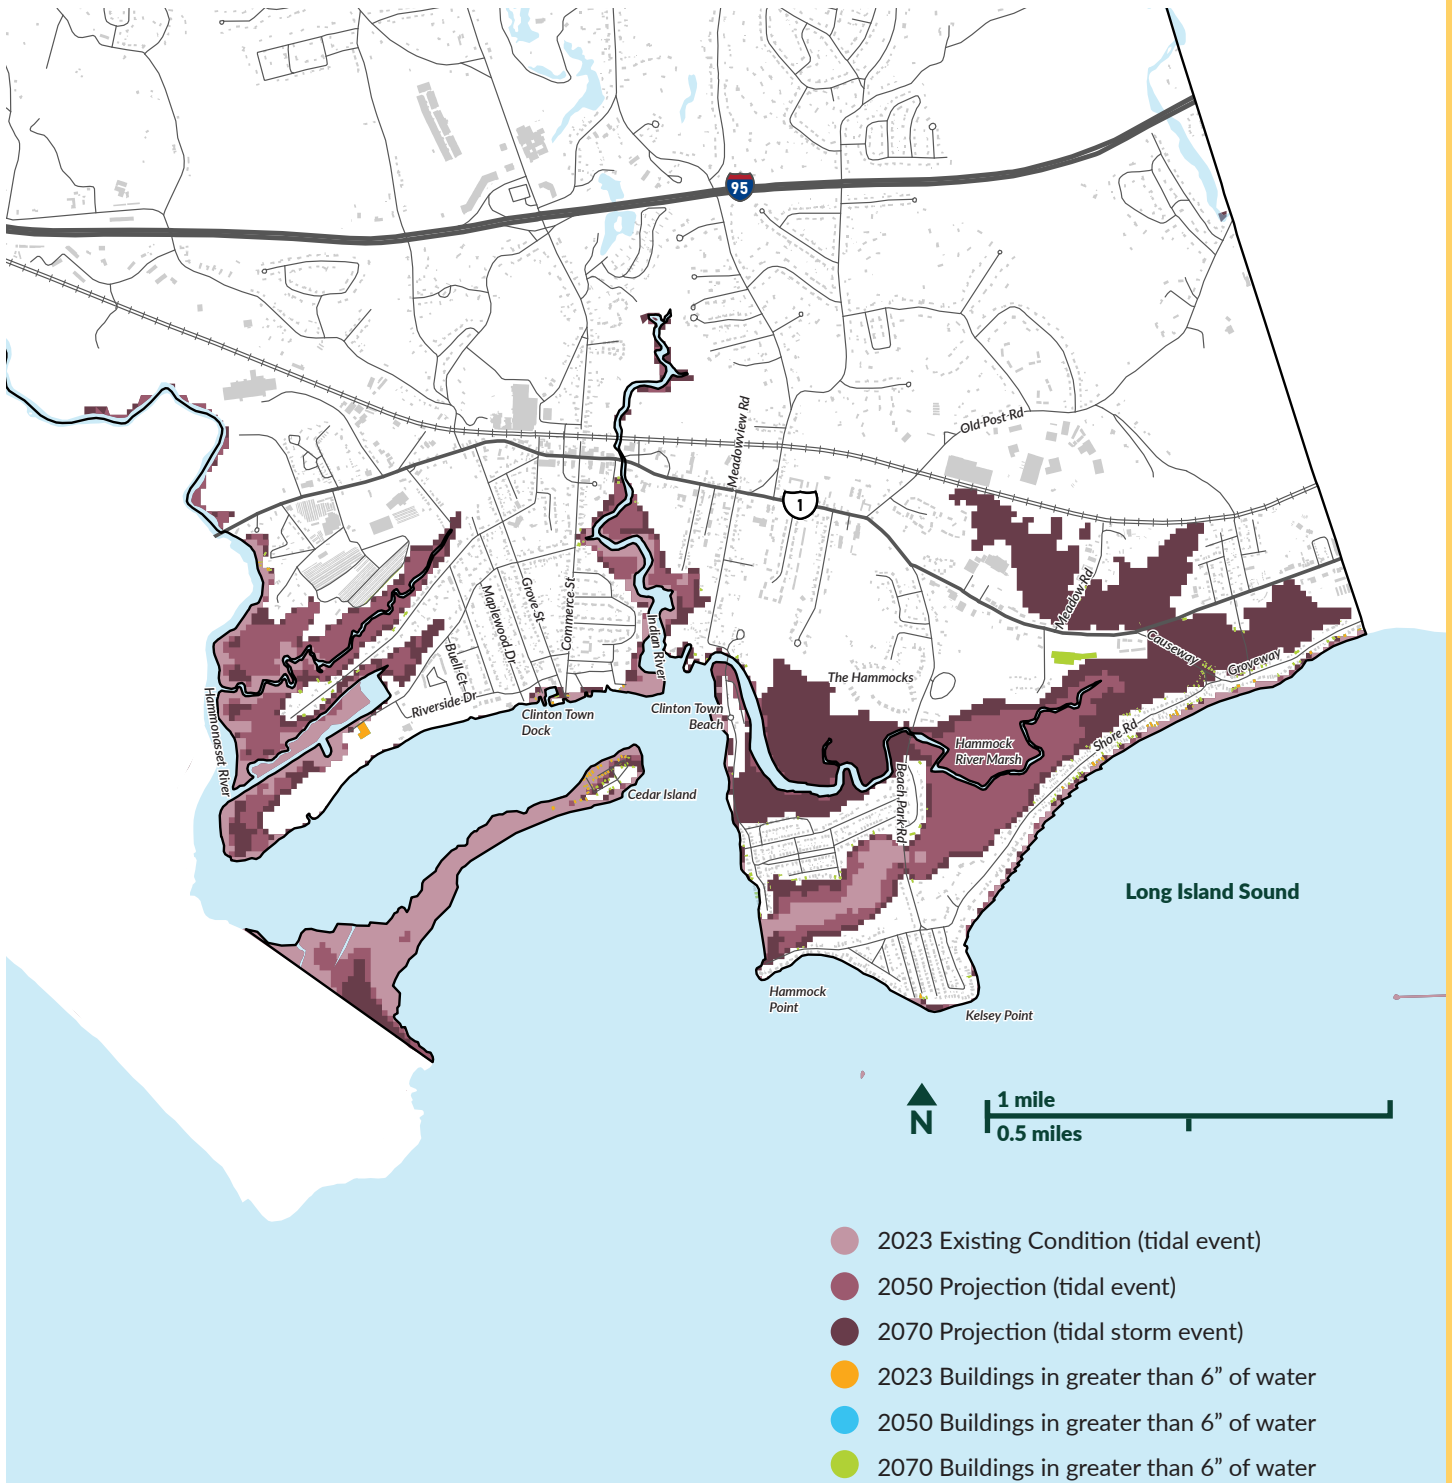 95
Meadowview Rd
Old Post Rd
1
Meadow Rd
Causeway
Groveway
Shore Rd
Grove St
Maplewood Dr
Commerce St
Buell Ct
Riverside Dr
Indian River
Hammonasset River
Clinton Town
Dock
Clinton Town
Beach
The Hammocks
Hammock
River Marsh
Beach Park Rd
Cedar Island
Long Island Sound
Hammock
Point
Kelsey Point
N
1 mile
0.5 miles
2023 Existing Condition (tidal event)
2050 Projection (tidal event)
2070 Projection (tidal storm event)
2023 Buildings in greater than 6” of water
2050 Buildings in greater than 6” of water
2070 Buildings in greater than 6” of water